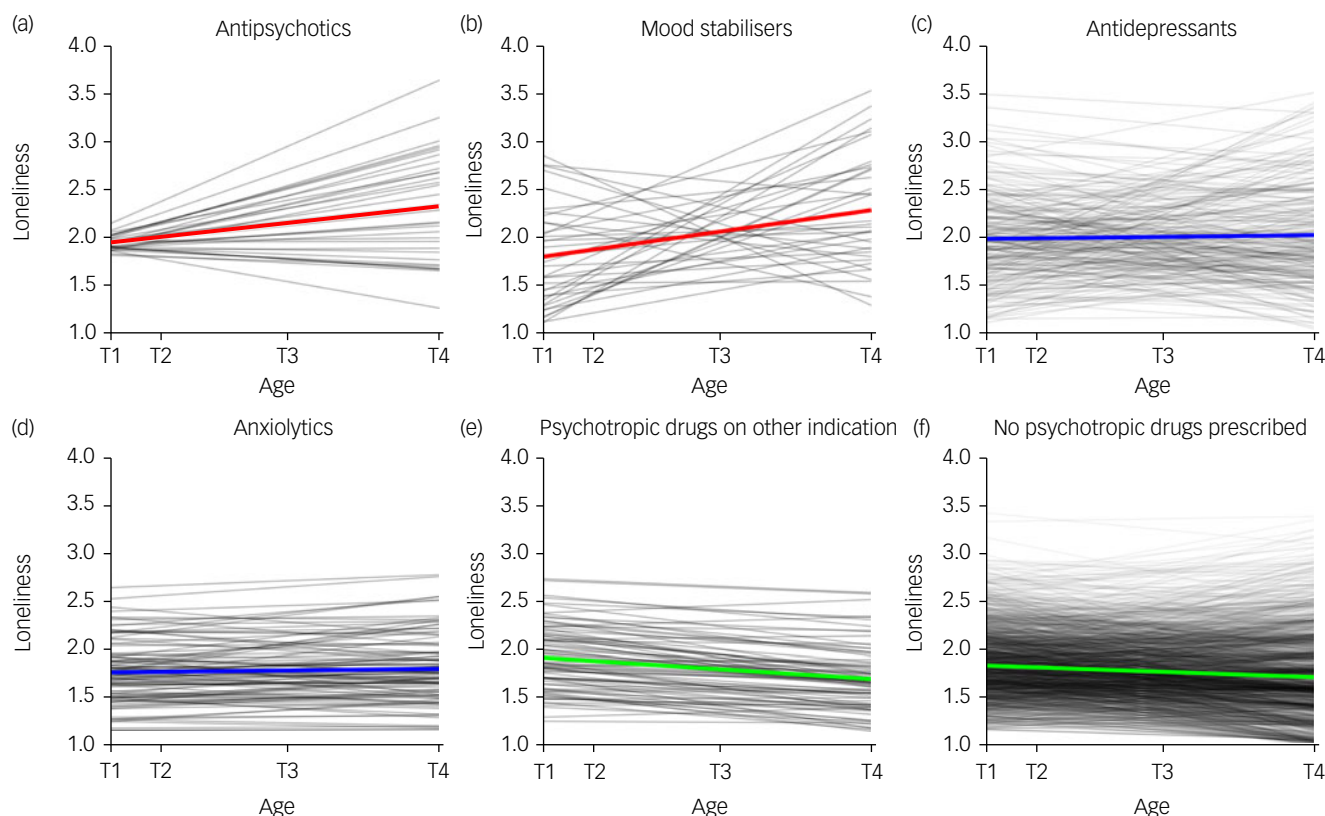 (a) Antipsychotics
4.0
3.5
3.0
2.5
2.0
1.5
1.0
Loneliness
T1 T2 T3 T4
Age
(b) Mood stabilisers
4.0
3.5
3.0
2.5
2.0
1.5
1.0
Loneliness
T1 T2 T3 T4
Age
(c) Antidepressants
4.0
3.5
3.0
2.5
2.0
1.5
1.0
Loneliness
T1 T2 T3 T4
Age
(d) Anxiolytics
4.0
3.5
3.0
2.5
2.0
1.5
1.0
Loneliness
T1 T2 T3 T4
Age
(e) Psychotropic drugs on other indication
4.0
3.5
3.0
2.5
2.0
1.5
1.0
Loneliness
T1 T2 T3 T4
Age
(f) No psychotropic drugs prescribed
4.0
3.5
3.0
2.5
2.0
1.5
1.0
Loneliness
T1 T2 T3 T4
Age